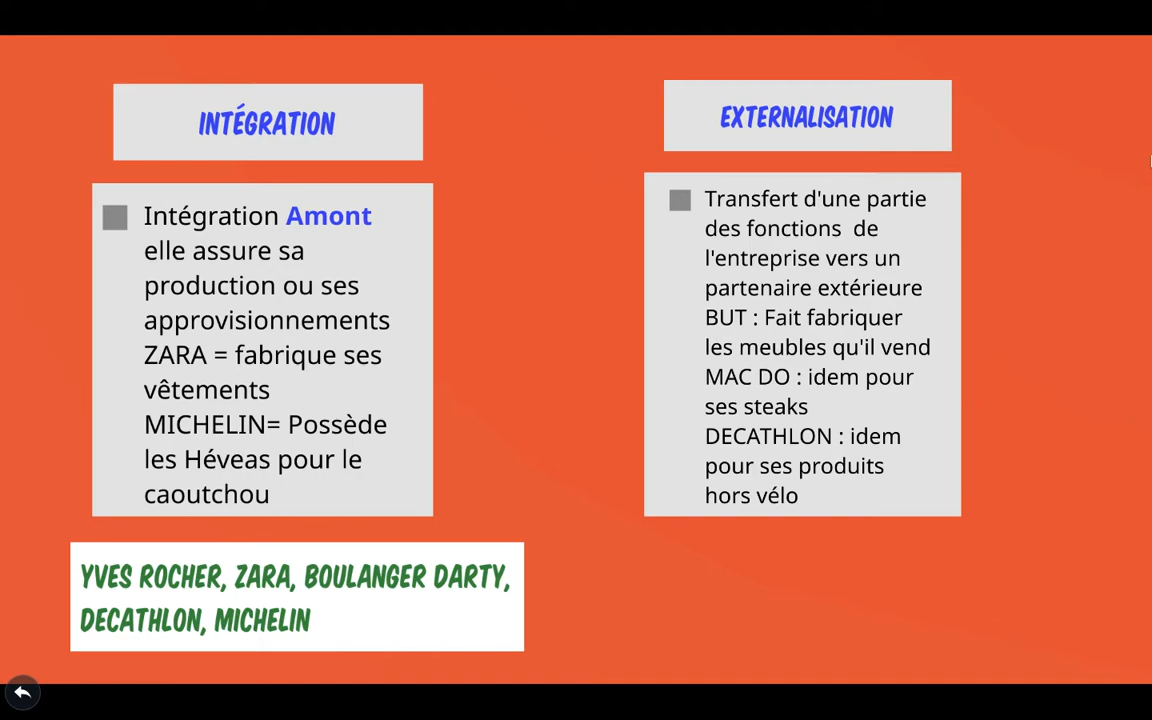 INTÉGRATION
Intégration Amont
elle assure sa
production ou ses
approvisionnements
ZARA = fabrique ses
vêtements
MICHELIN= Possède
les Héveas pour le
caoutchou
YVES ROCHER, ZARA, BOULANGER DARTY,
DECATHLON, MICHELIN
EXTERNALISATION
Transfert d'une partie
des fonctions  de
l'entreprise vers un
partenaire extérieure
BUT : Fait fabriquer
les meubles qu'il vend
MAC DO : idem pour
ses steaks
DECATHLON : idem
pour ses produits
hors vélo